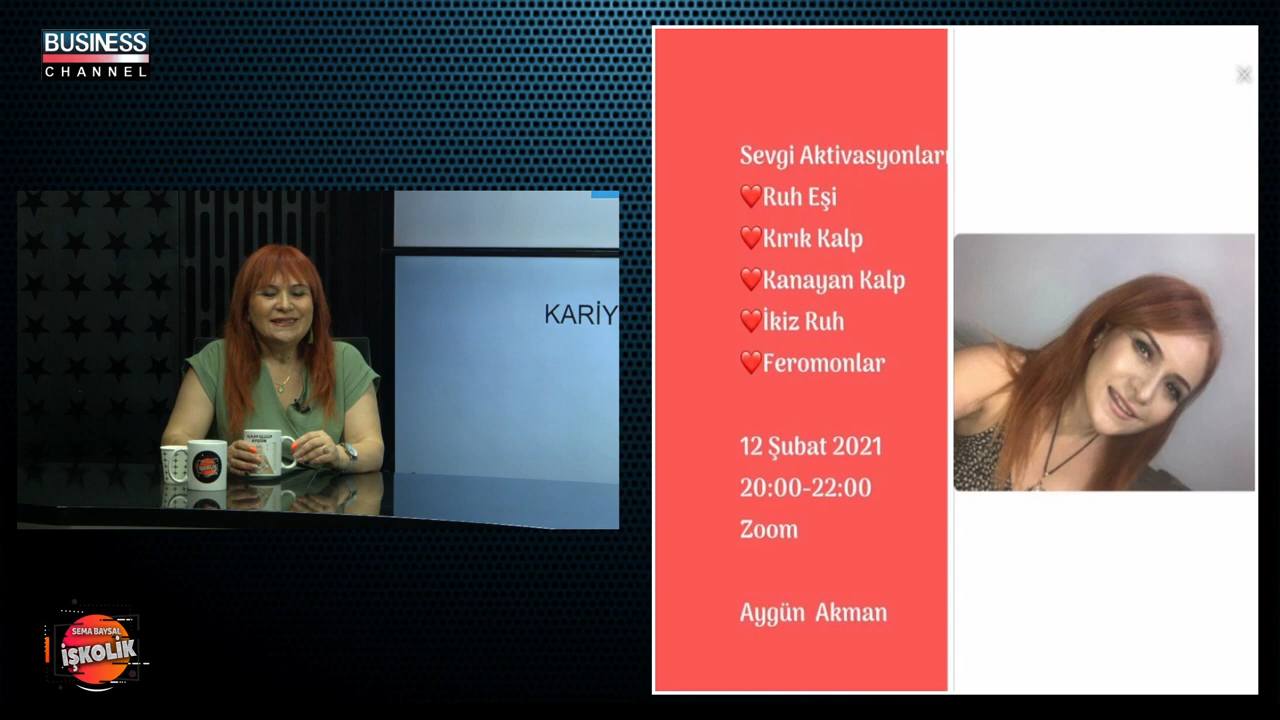 BUSINESS
CHANNEL
KARİY
İŞKOLİK
SEMA BAYSAL
İŞKOLİK
Sevgi Aktivasyonları
❤️Ruh Eşi
❤️Kırık Kalp
❤️Kanayan Kalp
❤️İkiz Ruh
❤️Feromonlar
12 Şubat 2021
20:00-22:00
Zoom
Aygün Akman